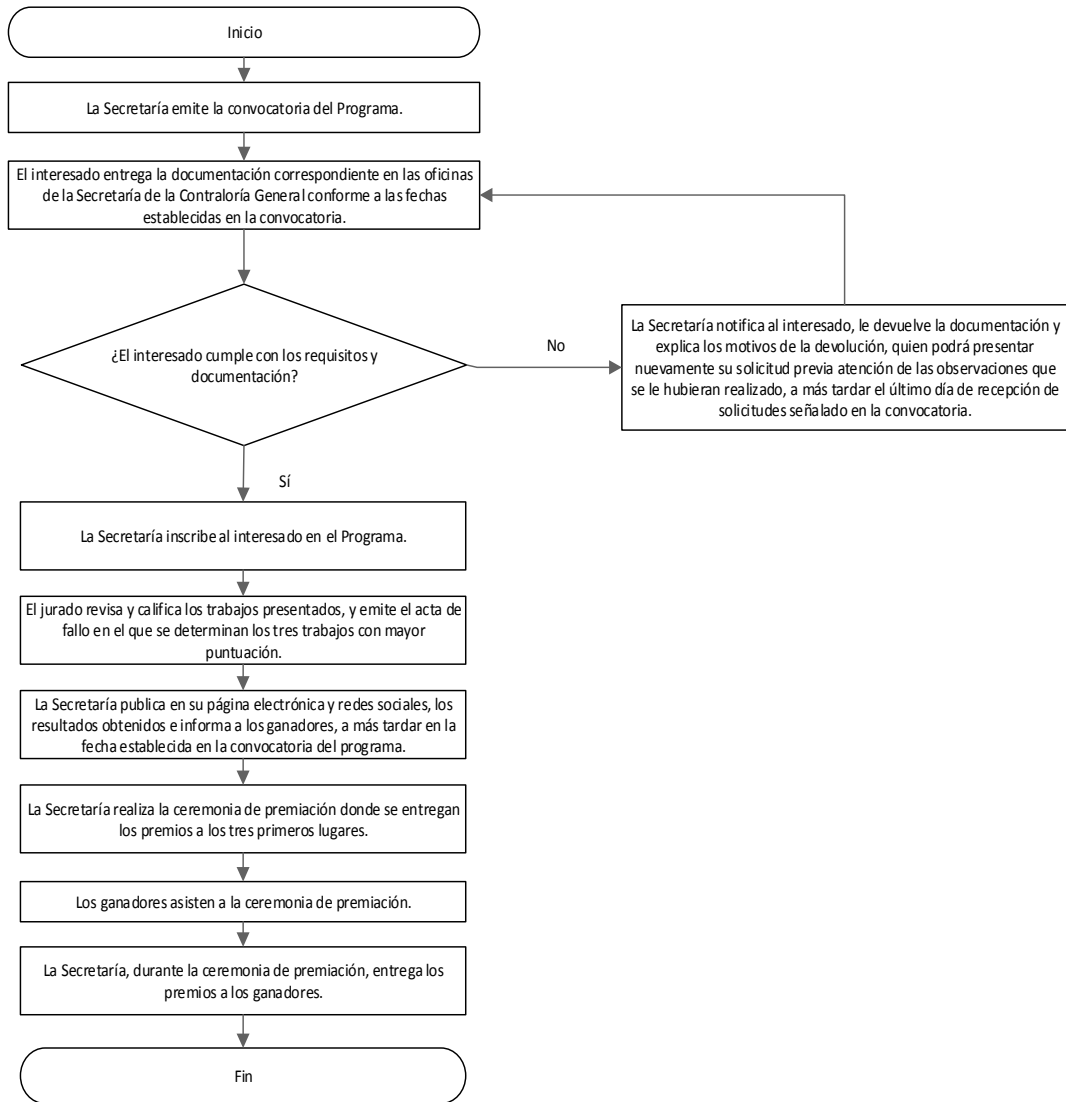 Inicio
La Secretaría emite la convocatoria del Programa.
El interesado entrega la documentación correspondiente en las oficinas
de la Secretaría de la Contraloría General conforme a las fechas
establecidas en la convocatoria.
¿El interesado cumple con los requisitos y
documentación?
No
La Secretaría notifica al interesado, le devuelve la documentación y
explica los motivos de la devolución, quien podrá presentar
nuevamente su solicitud previa atención de las observaciones que
se le hubieran realizado, a más tardar el último día de recepción de
solicitudes señalado en la convocatoria.
Sí
La Secretaría inscribe al interesado en el Programa.
El jurado revisa y califica los trabajos presentados, y emite el acta de
fallo en el que se determinan los tres trabajos con mayor
puntuación.
La Secretaría publica en su página electrónica y redes sociales, los
resultados obtenidos e informa a los ganadores, a más tardar en la
fecha establecida en la convocatoria del programa.
La Secretaría realiza la ceremonia de premiación donde se entregan
los premios a los tres primeros lugares.
Los ganadores asisten a la ceremonia de premiación.
La Secretaría, durante la ceremonia de premiación, entrega los
premios a los ganadores.
Fin